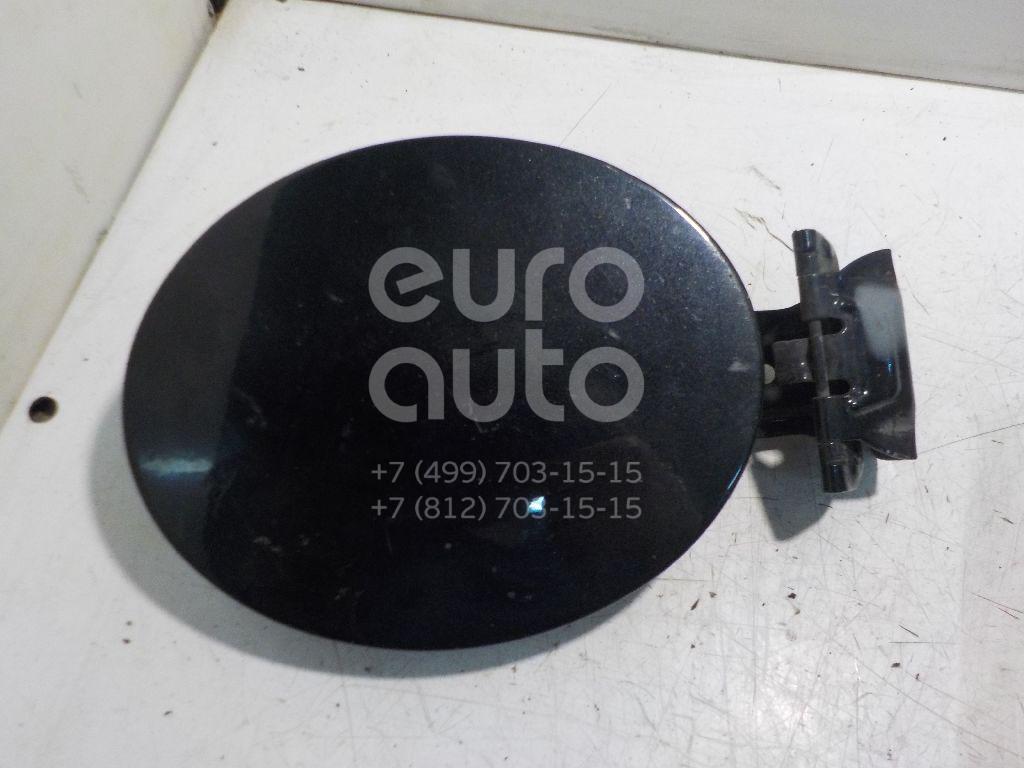 euro
auto
+7 (499) 703-15-15
+7 (812) 703-15-15